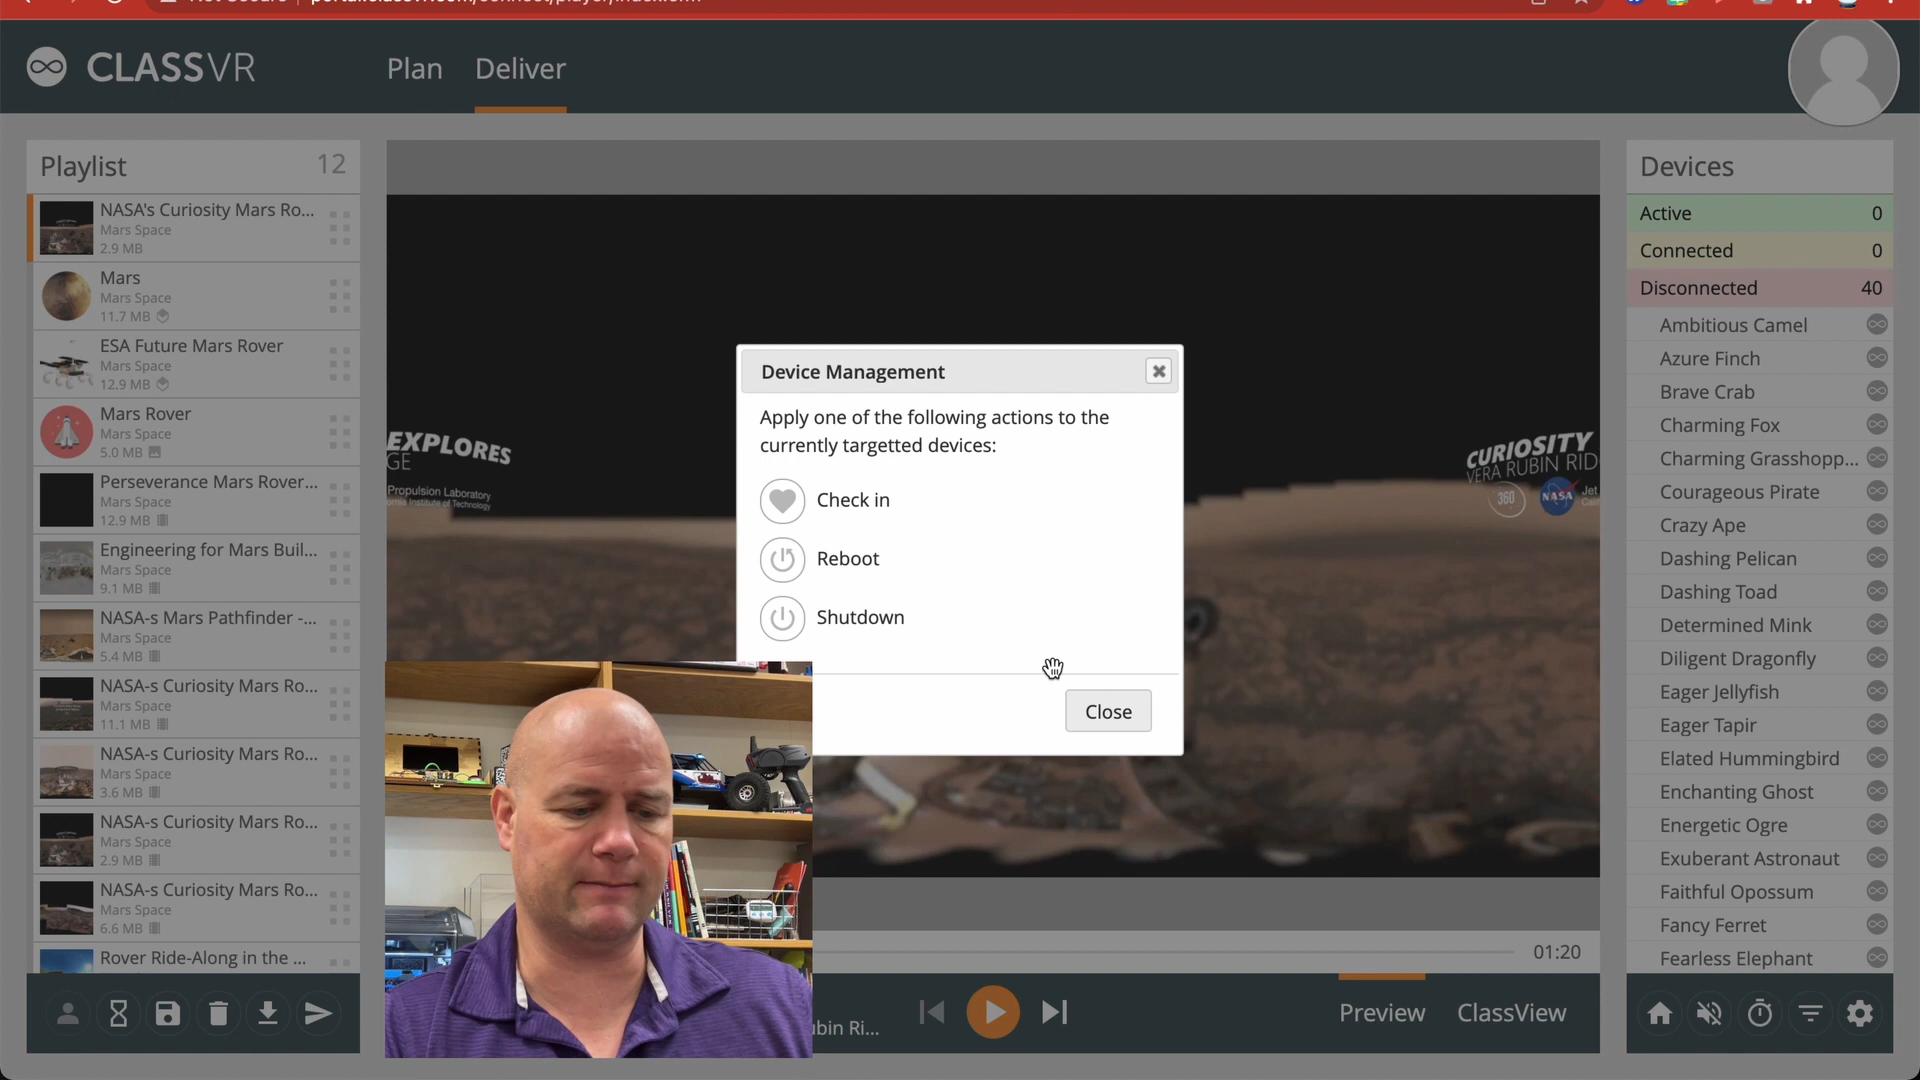 CLASSVR
Plan
Deliver
Playlist 12
NASA's Curiosity Mars Ro...
Mars Space
2.9 MB
Mars
Mars Space
11.7 MB
ESA Future Mars Rover
Mars Space
12.9 MB
Mars Rover
Mars Space
5.0 MB
Perseverance Mars Rover...
Mars Space
12.9 MB
Engineering for Mars Buil...
Mars Space
9.1 MB
NASA-s Mars Pathfinder -...
Mars Space
5.4 MB
NASA-s Curiosity Mars Ro...
Mars Space
11.1 MB
NASA-s Curiosity Mars Ro...
Mars Space
3.6 MB
NASA-s Curiosity Mars Ro...
Mars Space
2.9 MB
NASA-s Curiosity Mars Ro...
Mars Space
6.6 MB
Rover Ride-Along in the ...
EXPLORES
GE
Propulsion Laboratory
ornia Institute of Technology
CURIOSITY
VERA RUBIN RID
360
NASA
Jet
Device Management
Apply one of the following actions to the
currently targetted devices:
Check in
Reboot
Shutdown
Close
01:20
ubin Ri...
Preview
ClassView
Devices
Active 0
Connected 0
Disconnected 40
Ambitious Camel
Azure Finch
Brave Crab
Charming Fox
Charming Grasshopp...
Courageous Pirate
Crazy Ape
Dashing Pelican
Dashing Toad
Determined Mink
Diligent Dragonfly
Eager Jellyfish
Eager Tapir
Elated Hummingbird
Enchanting Ghost
Energetic Ogre
Exuberant Astronaut
Faithful Opossum
Fancy Ferret
Fearless Elephant